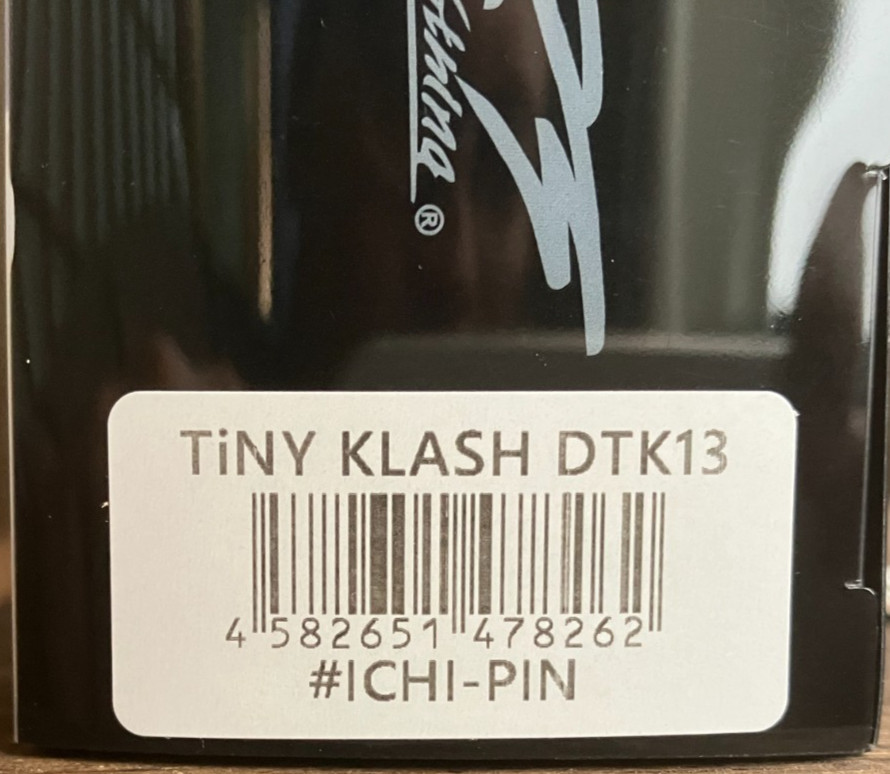 ®
TiNY KLASH DTK13
4 582651 478262
#ICHI-PIN